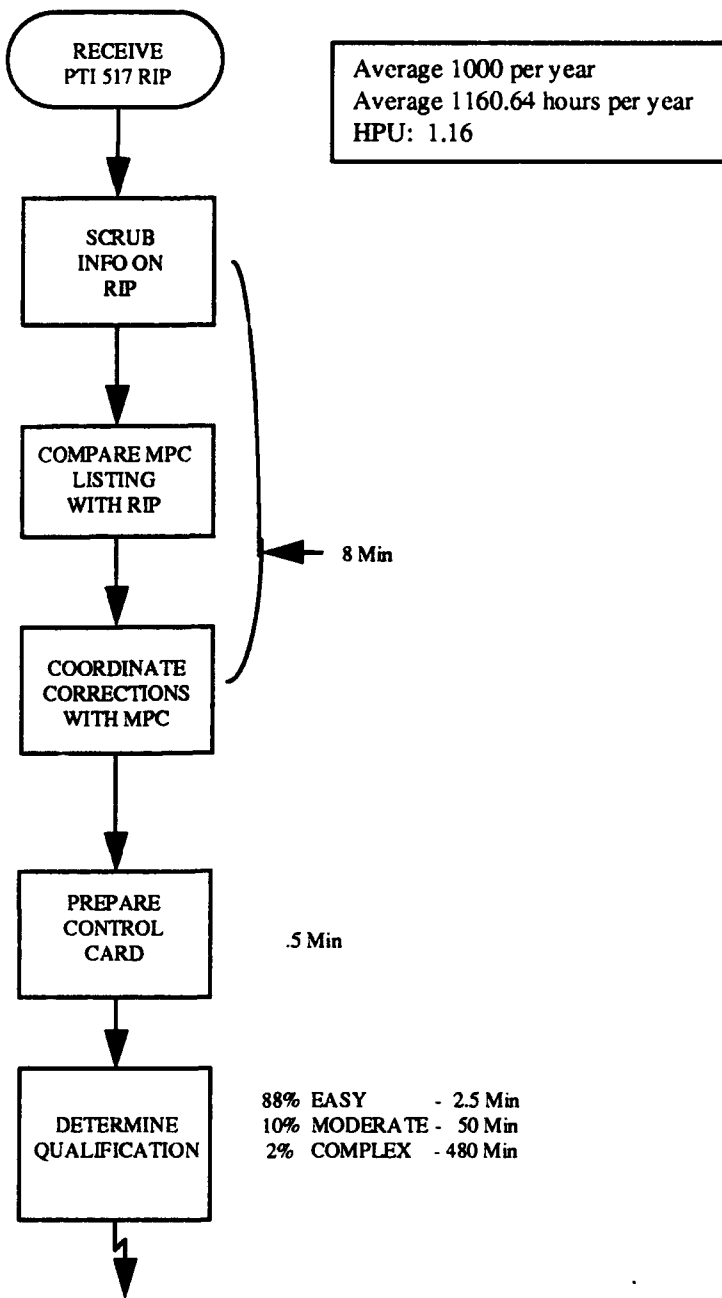 RECEIVE
PTI 517 RIP
Average 1000 per year
Average 1160.64 hours per year
HPU: 1.16
SCRUB
INFO ON
RIP
COMPARE MPC
LISTING
WITH RIP
8 Min
COORDINATE
CORRECTIONS
WITH MPC
PREPARE
CONTROL
CARD
.5 Min
DETERMINE
QUALIFICATION
88% EASY - 2.5 Min
10% MODERATE - 50 Min
2% COMPLEX - 480 Min